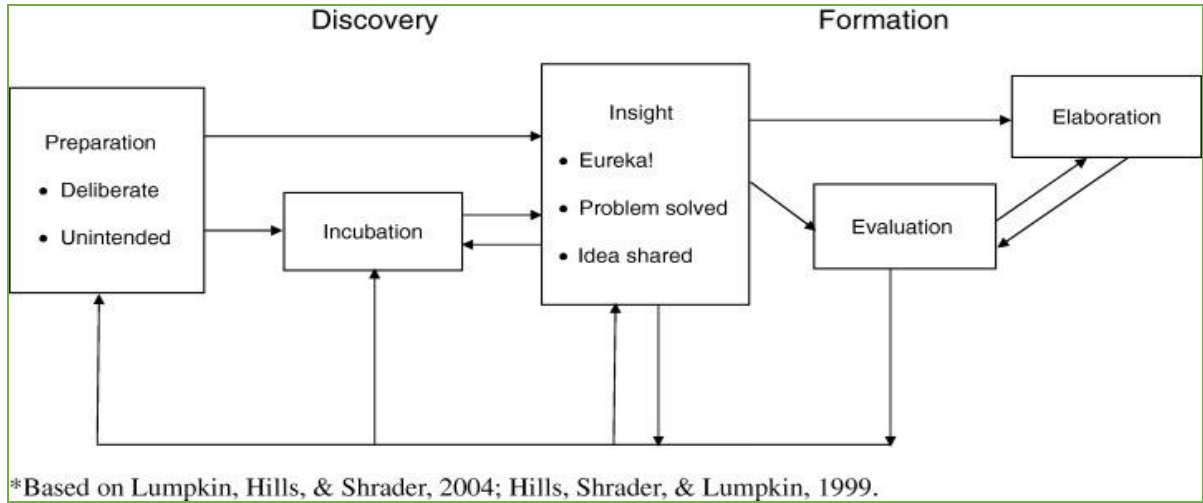 Discovery
Formation
Preparation
• Deliberate
• Unintended
Incubation
Insight
• Eureka!
• Problem solved
• Idea shared
Evaluation
Elaboration
*Based on Lumpkin, Hills, & Shrader, 2004; Hills, Shrader, & Lumpkin, 1999.